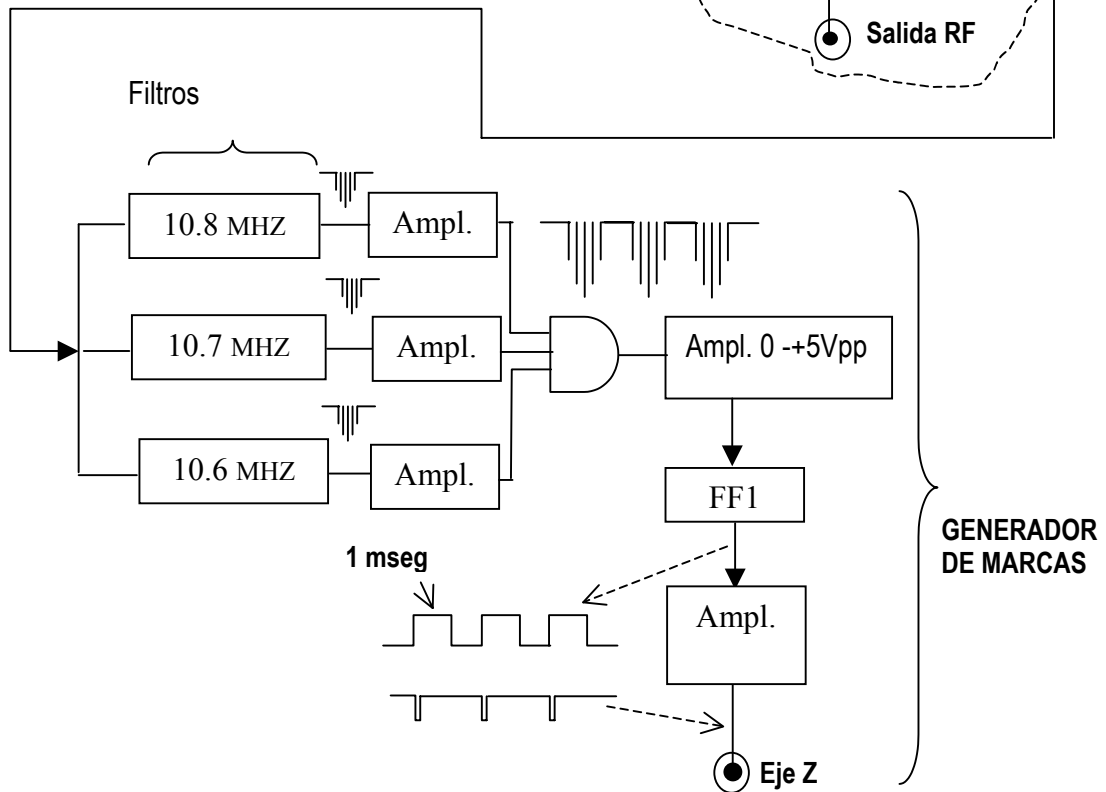 Salida RF
Filtros
10.8 MHZ
Ampl.
10.7 MHZ
Ampl.
Ampl. 0 -+5Vpp
10.6 MHZ
Ampl.
FF1
GENERADOR
DE MARCAS
1 mseg
Ampl.
Eje Z